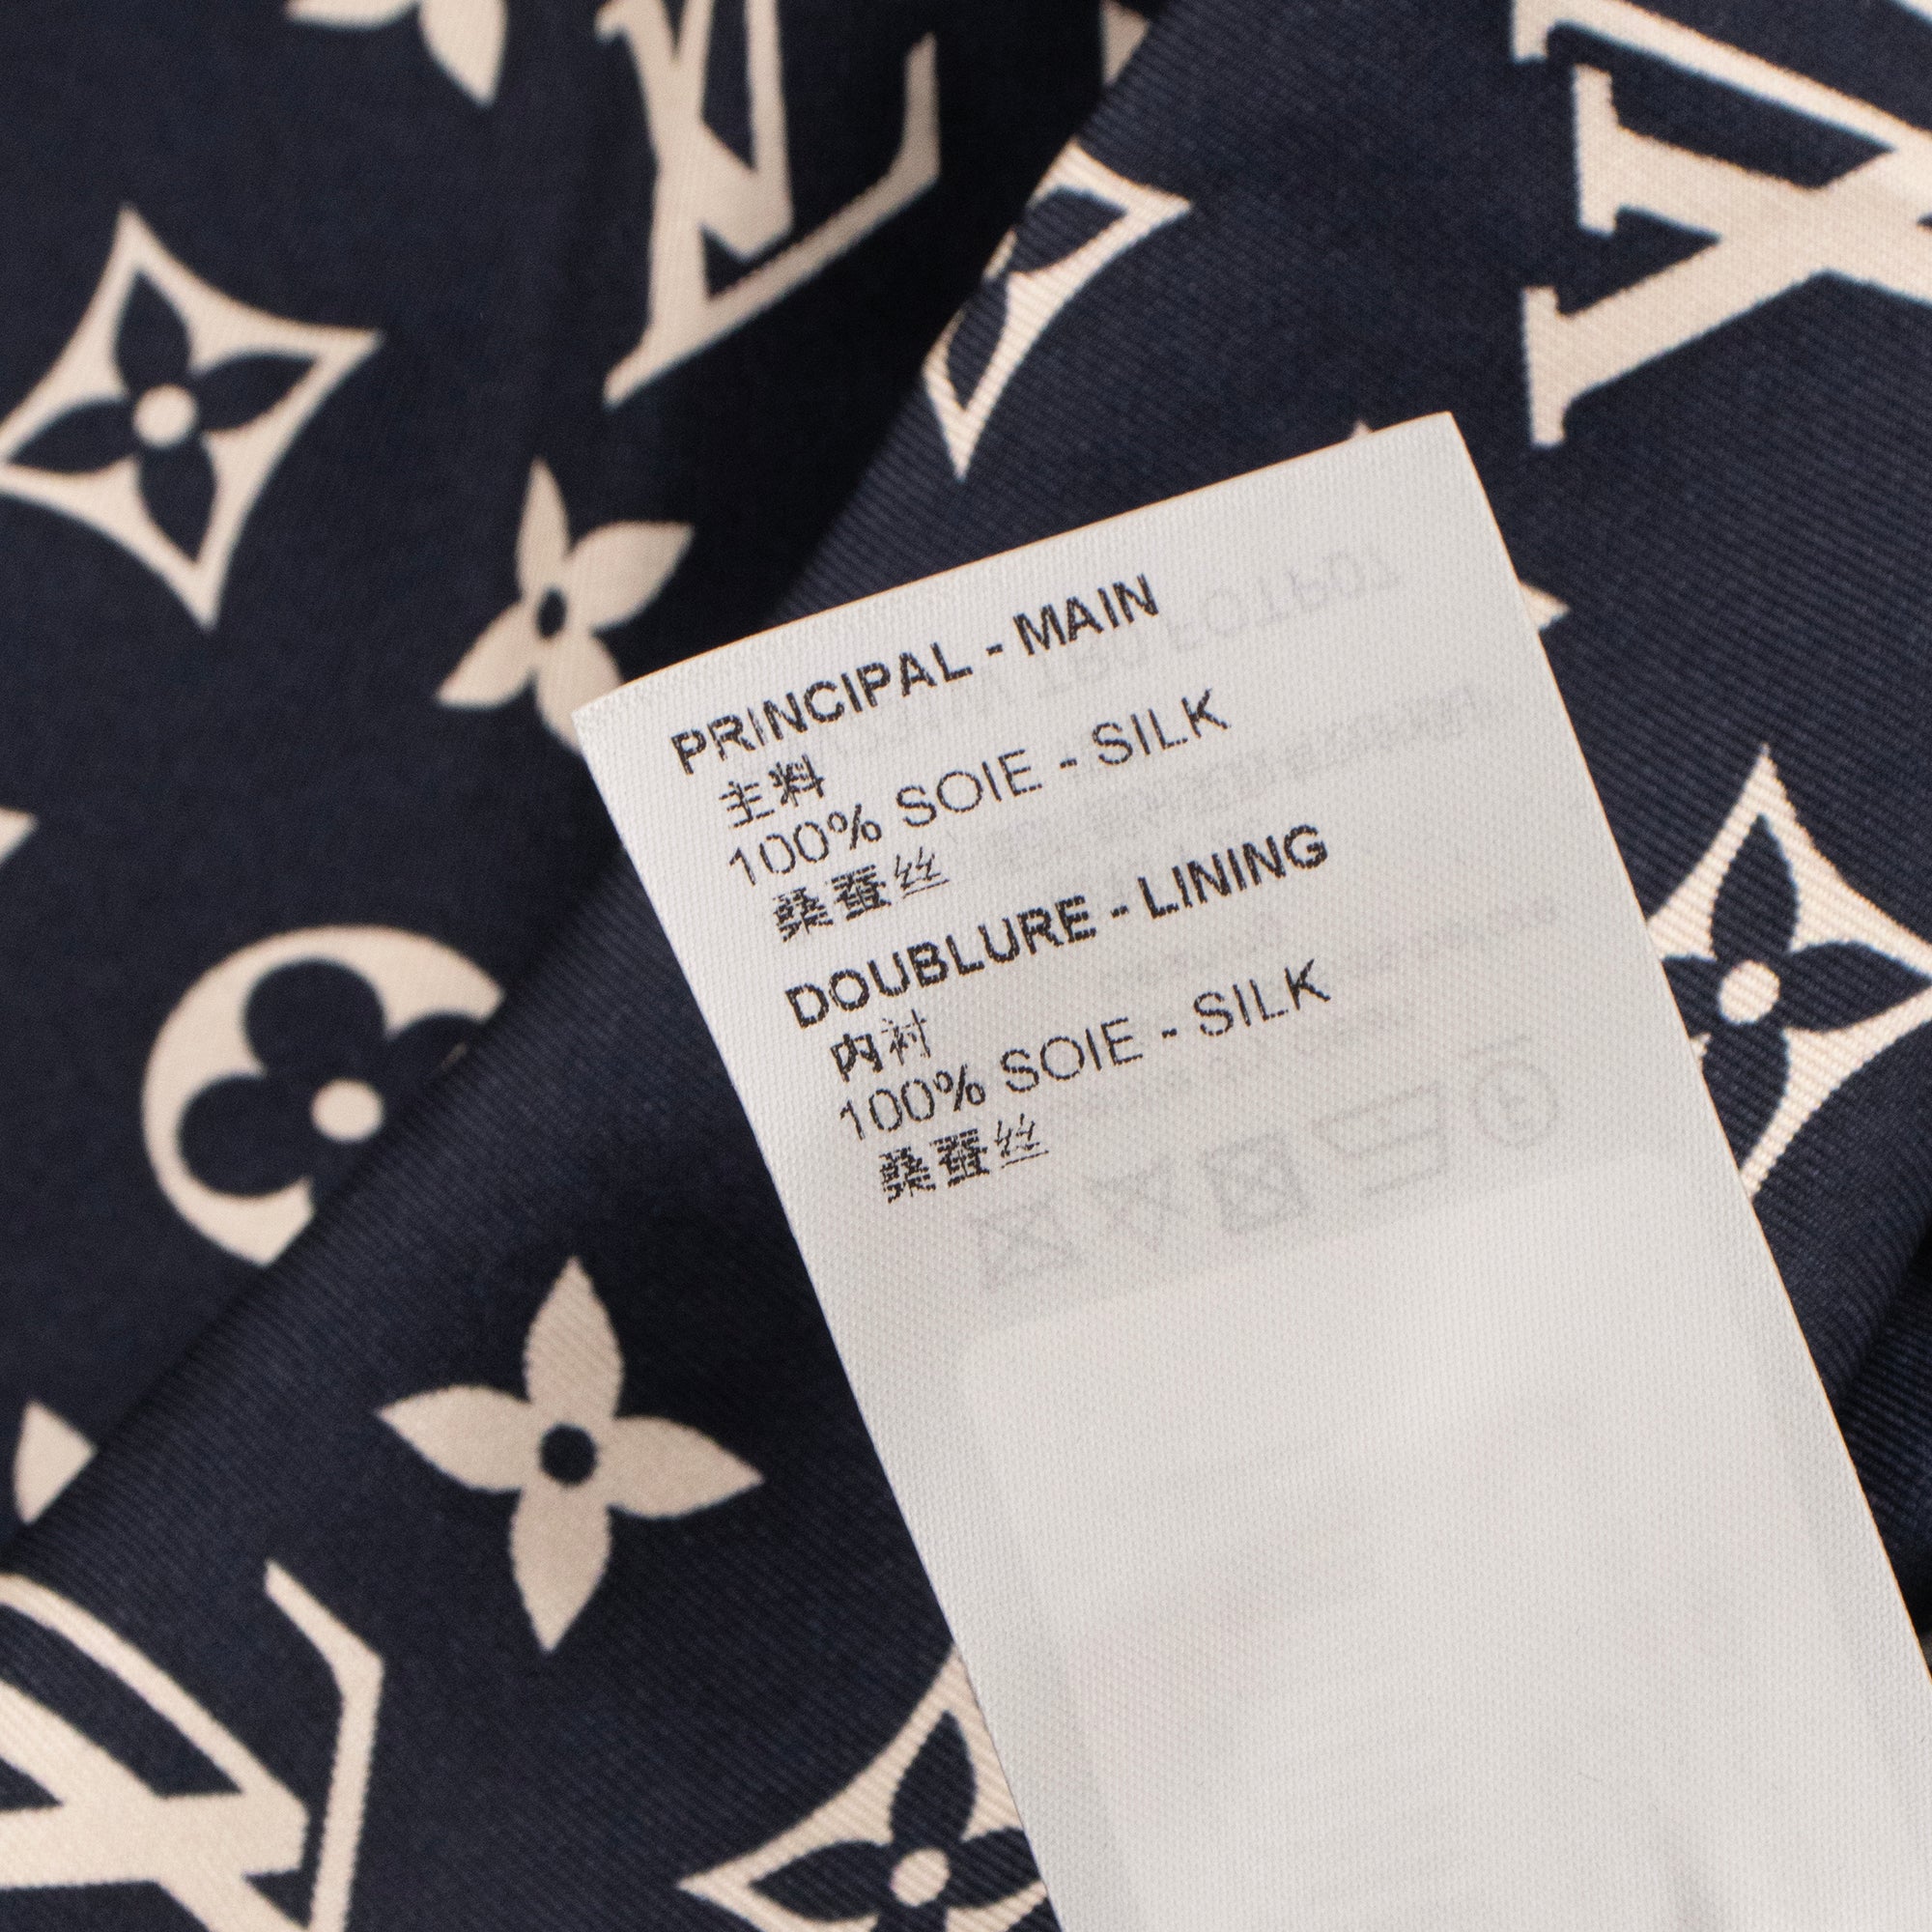 PRINCIPAL - MAIN
主料
100% SOIE - SILK
桑蚕丝
DOUBLURE - LINING
内衬
100% SOIE - SILK
桑蚕丝